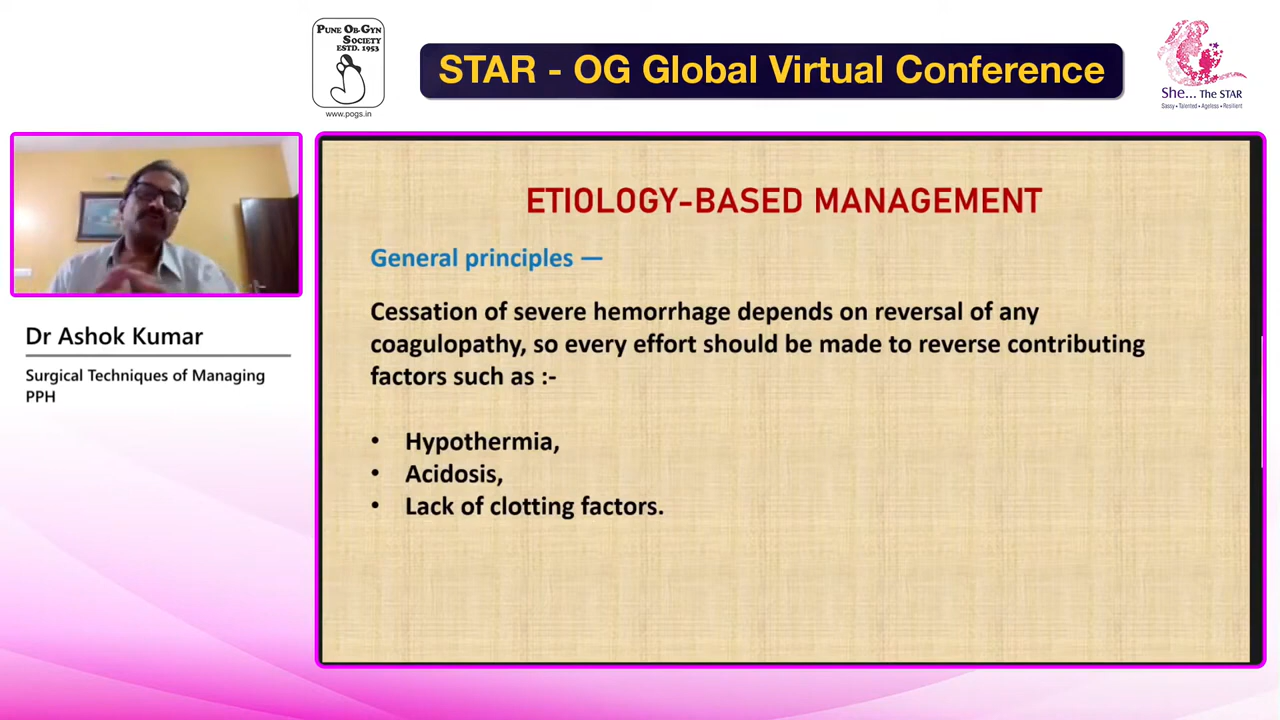 PUNE OB-GYN
SOCIETY
ESTD. 1953
www.pogs.in
STAR - OG Global Virtual Conference
She... THE STAR
Sassy • Talented • Ageless • Resilient
Dr Ashok Kumar
Surgical Techniques of Managing
PPH
ETIOLOGY-BASED MANAGEMENT
General principles —
Cessation of severe hemorrhage depends on reversal of any
coagulopathy, so every effort should be made to reverse contributing
factors such as :-
• Hypothermia,
• Acidosis,
• Lack of clotting factors.